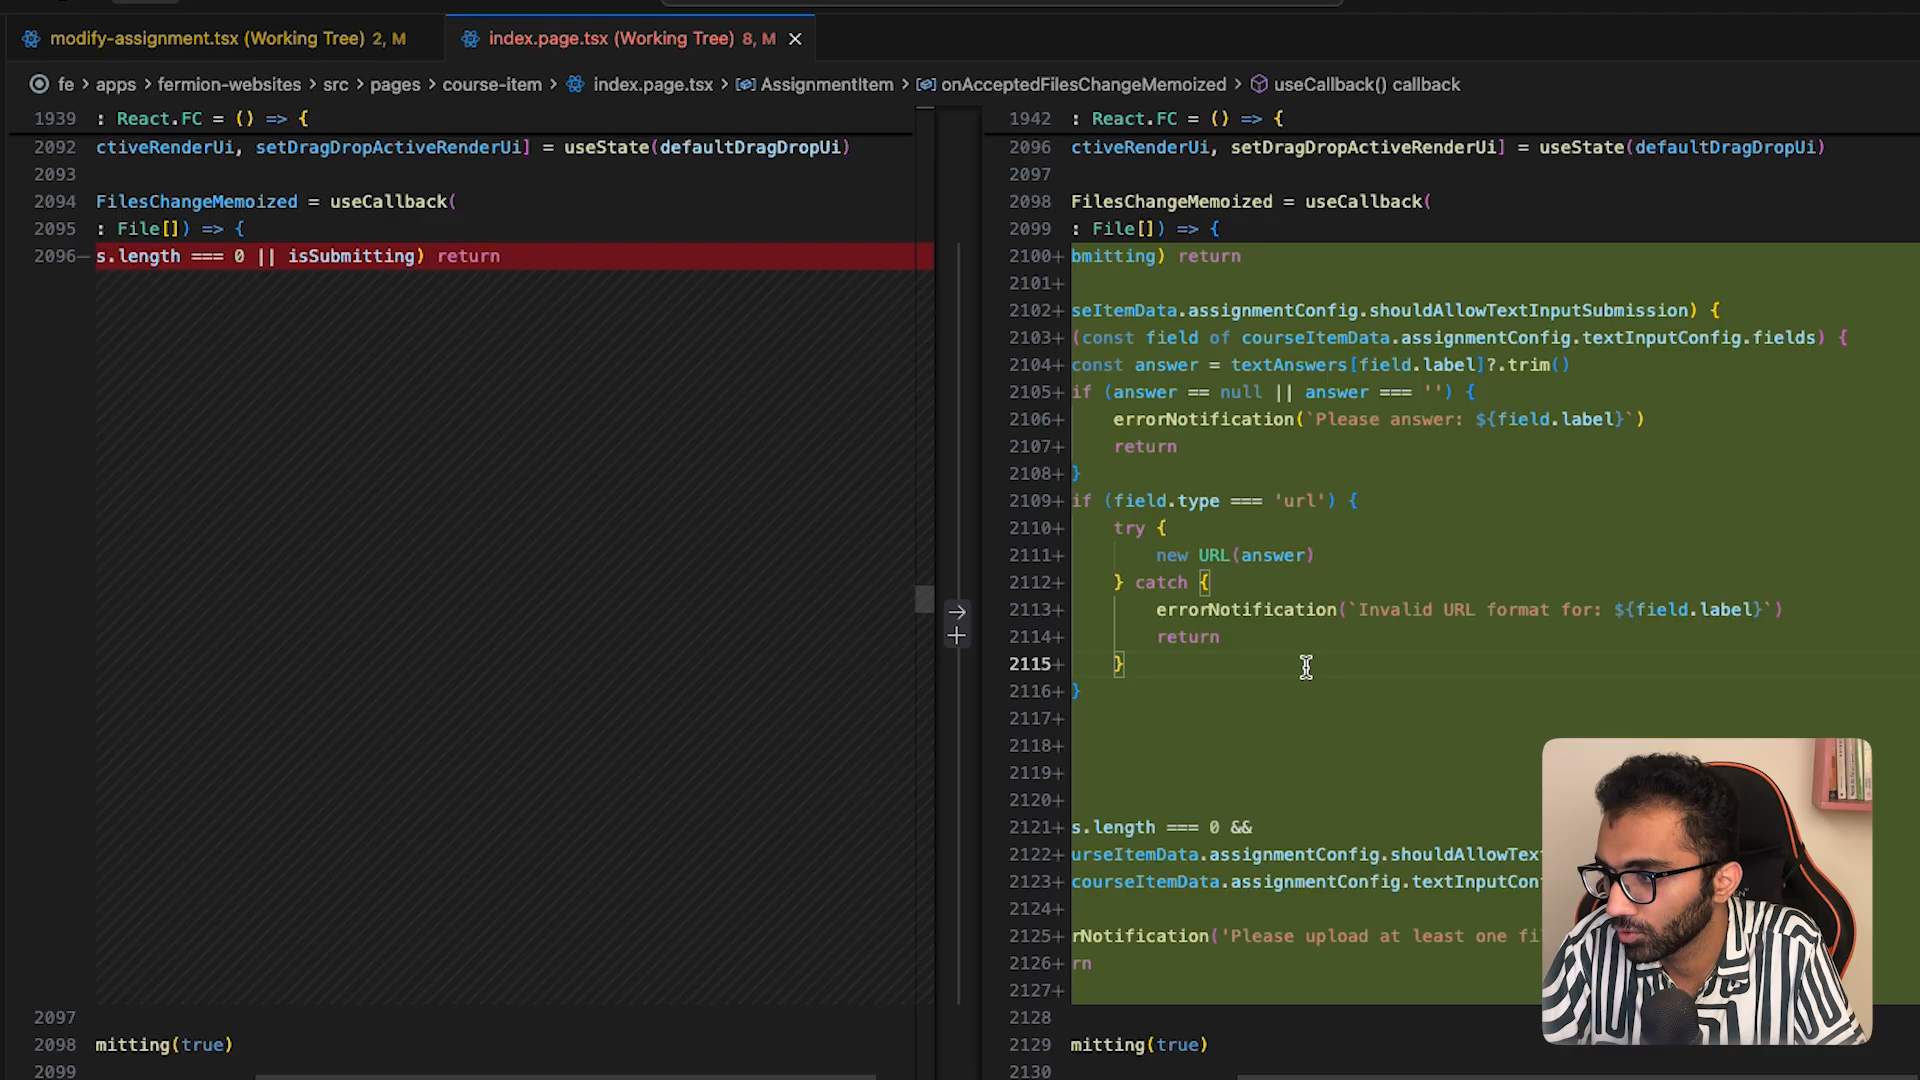 modify-assignment.tsx (Working Tree) 2, M
index.page.tsx (Working Tree) 8, M
fe > apps > fermion-websites > src > pages > course-item > index.page.tsx > AssignmentItem > onAcceptedFilesChangeMemoized > useCallback() callback
1939 : React.FC = () => {
2092 ctiveRenderUi, setDragDropActiveRenderUi] = useState(defaultDragDropUi)
2093
2094 FilesChangeMemoized = useCallback(
2095 : File[]) => {
2096- s.length === 0 || isSubmitting) return
2097
2098 mitting(true)
2099
1942 : React.FC = () => {
2096 ctiveRenderUi, setDragDropActiveRenderUi] = useState(defaultDragDropUi)
2097
2098 FilesChangeMemoized = useCallback(
2099 : File[]) => {
2100+ bmitting) return
2101+
2102+ seItemData.assignmentConfig.shouldAllowTextInputSubmission) {
2103+ (const field of courseItemData.assignmentConfig.textInputConfig.fields) {
2104+ const answer = textAnswers[field.label]?.trim()
2105+ if (answer == null || answer === '') {
2106+ errorNotification(`Please answer: ${field.label}`)
2107+ return
2108+ }
2109+ if (field.type === 'url') {
2110+ try {
2111+ new URL(answer)
2112+ } catch {
2113+ errorNotification(`Invalid URL format for: ${field.label}`)
2114+ return
2115+ }
2116+ }
2117+
2118+
2119+
2120+
2121+ s.length === 0 &&
2122+ urseItemData.assignmentConfig.shouldAllowTex
2123+ courseItemData.assignmentConfig.textInputCon
2124+
2125+ rNotification('Please upload at least one fi
2126+ rn
2127+
2128
2129 mitting(true)
2130